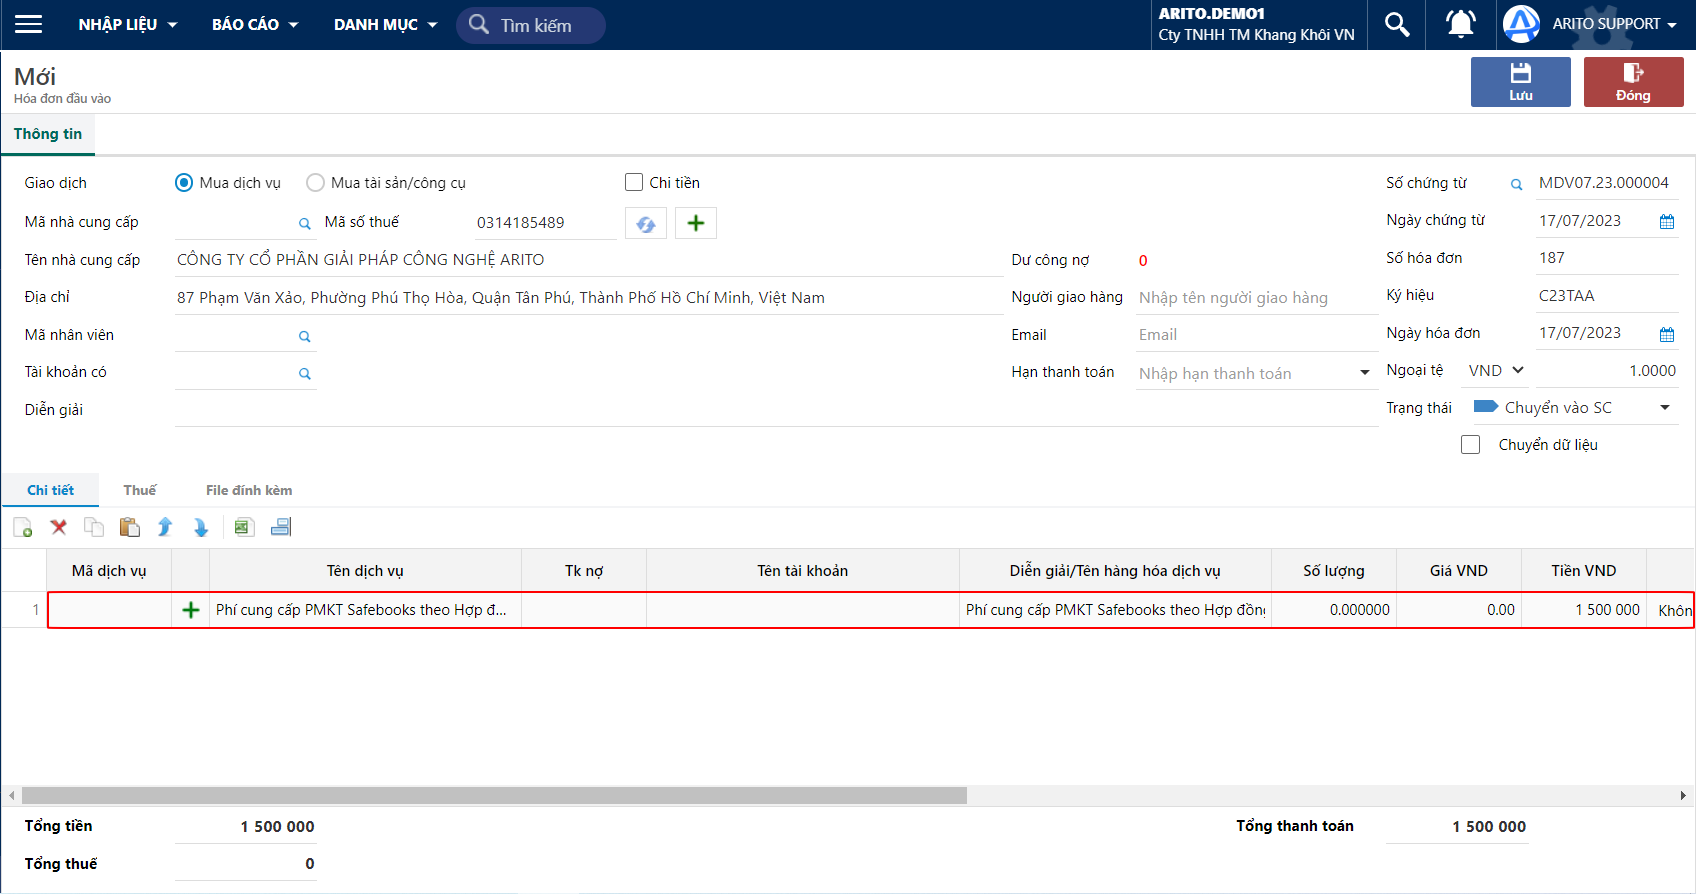 NHẬP LIỆU BÁO CÁO DANH MỤC Tìm kiếm
ARITO.DEMO1
Cty TNHH TM Khang Khôi VN
ARITO SUPPORT
Mới
Hóa đơn đầu vào
Lưu
Đóng
Thông tin
Giao dịch Mua dịch vụ Mua tài sản/công cụ Chi tiền Số chứng từ MDV07.23.000004
Mã nhà cung cấp Mã số thuế 0314185489 Ngày chứng từ 17/07/2023
Tên nhà cung cấp CÔNG TY CỔ PHẦN GIẢI PHÁP CÔNG NGHỆ ARITO Dư công nợ 0 Số hóa đơn 187
Địa chỉ 87 Phạm Văn Xảo, Phường Phú Thọ Hòa, Quận Tân Phú, Thành Phố Hồ Chí Minh, Việt Nam Người giao hàng Nhập tên người giao hàng Ký hiệu C23TAA
Mã nhân viên Email Email Ngày hóa đơn 17/07/2023
Tài khoản có Hạn thanh toán Nhập hạn thanh toán Ngoại tệ VND 1.0000
Diễn giải Trạng thái Chuyển vào SC
Chuyển dữ liệu
Chi tiết Thuế File đính kèm
Mã dịch vụ Tên dịch vụ Tk nợ Tên tài khoản Diễn giải/Tên hàng hóa dịch vụ Số lượng Giá VND Tiền VND
1 Phí cung cấp PMKT Safebooks theo Hợp đ... Phí cung cấp PMKT Safebooks theo Hợp đồng 0.000000 0.00 1 500 000 Khôn
Tổng tiền 1 500 000 Tổng thanh toán 1 500 000
Tổng thuế 0